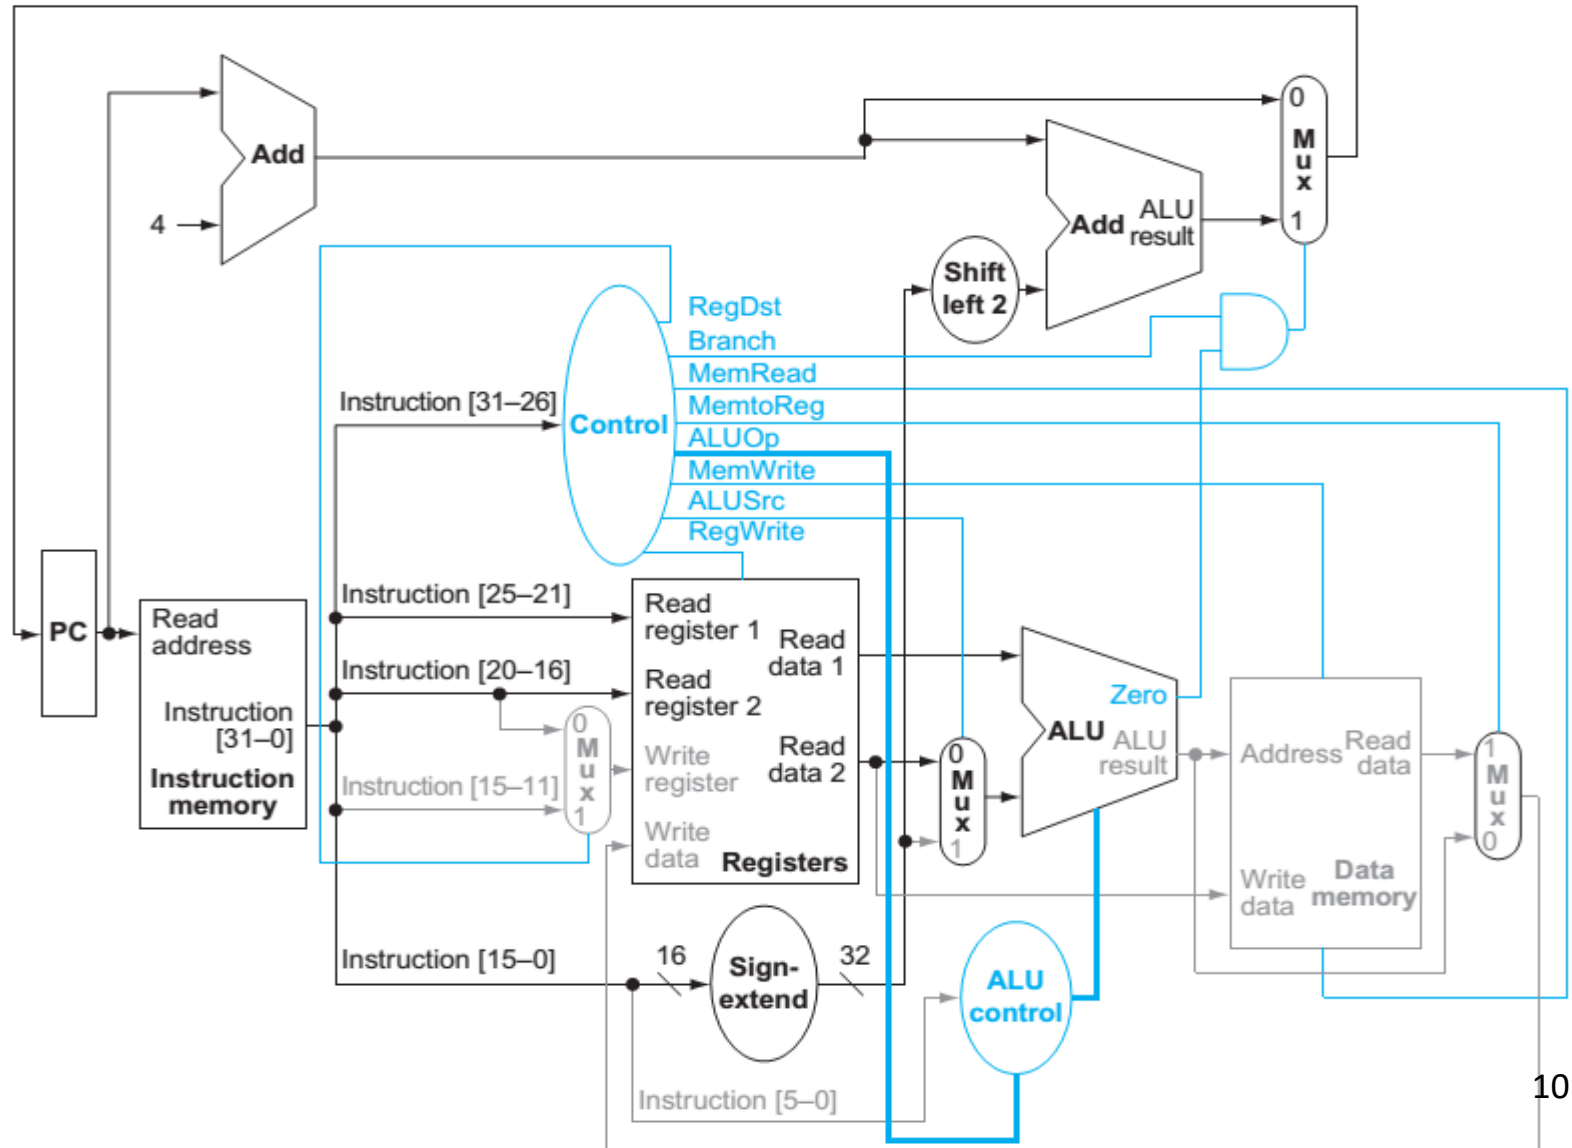 0
M
u
x
1
Add
4
Add
ALU
result
Shift
left 2
RegDst
Branch
MemRead
MemtoReg
ALUOp
MemWrite
ALUSrc
RegWrite
Instruction [31–26]
Control
PC
Read
address
Instruction
[31–0]
Instruction
memory
Instruction [25–21]
Instruction [20–16]
Instruction [15–11]
0
M
u
x
1
Read
register 1
Read
register 2
Write
register
Write
data
Read
data 1
Read
data 2
Registers
0
M
u
x
1
Zero
ALU
ALU
result
Address
Read
data
Write
data
Data
memory
1
M
u
x
0
Instruction [15–0]
16
Sign-
extend
32
ALU
control
Instruction [5–0]
10